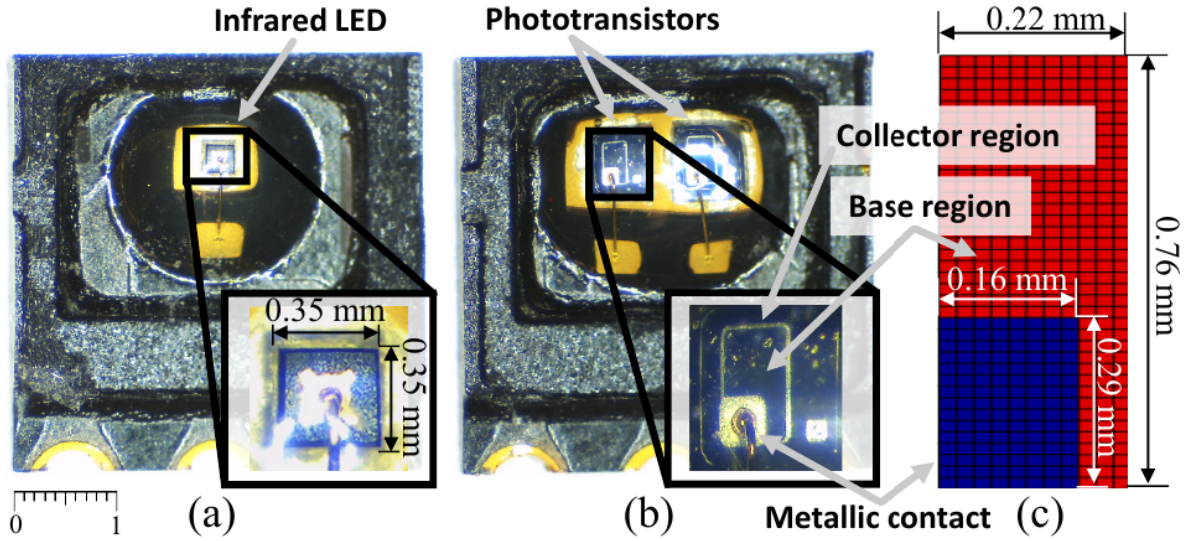 Infrared LED
Phototransistors
0.22 mm
Collector region
Base region
0.76 mm
0.16 mm
0.35 mm
0.35 mm
0.29 mm
0 1
(a)
(b)
Metallic contact
(c)